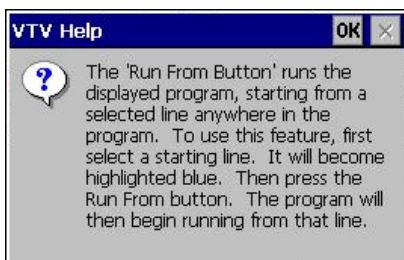 VTV Help OK
?
The 'Run From Button' runs the
displayed program, starting from a
selected line anywhere in the
program. To use this feature, first
select a starting line. It will become
highlighted blue. Then press the
Run From button. The program will
then begin running from that line.